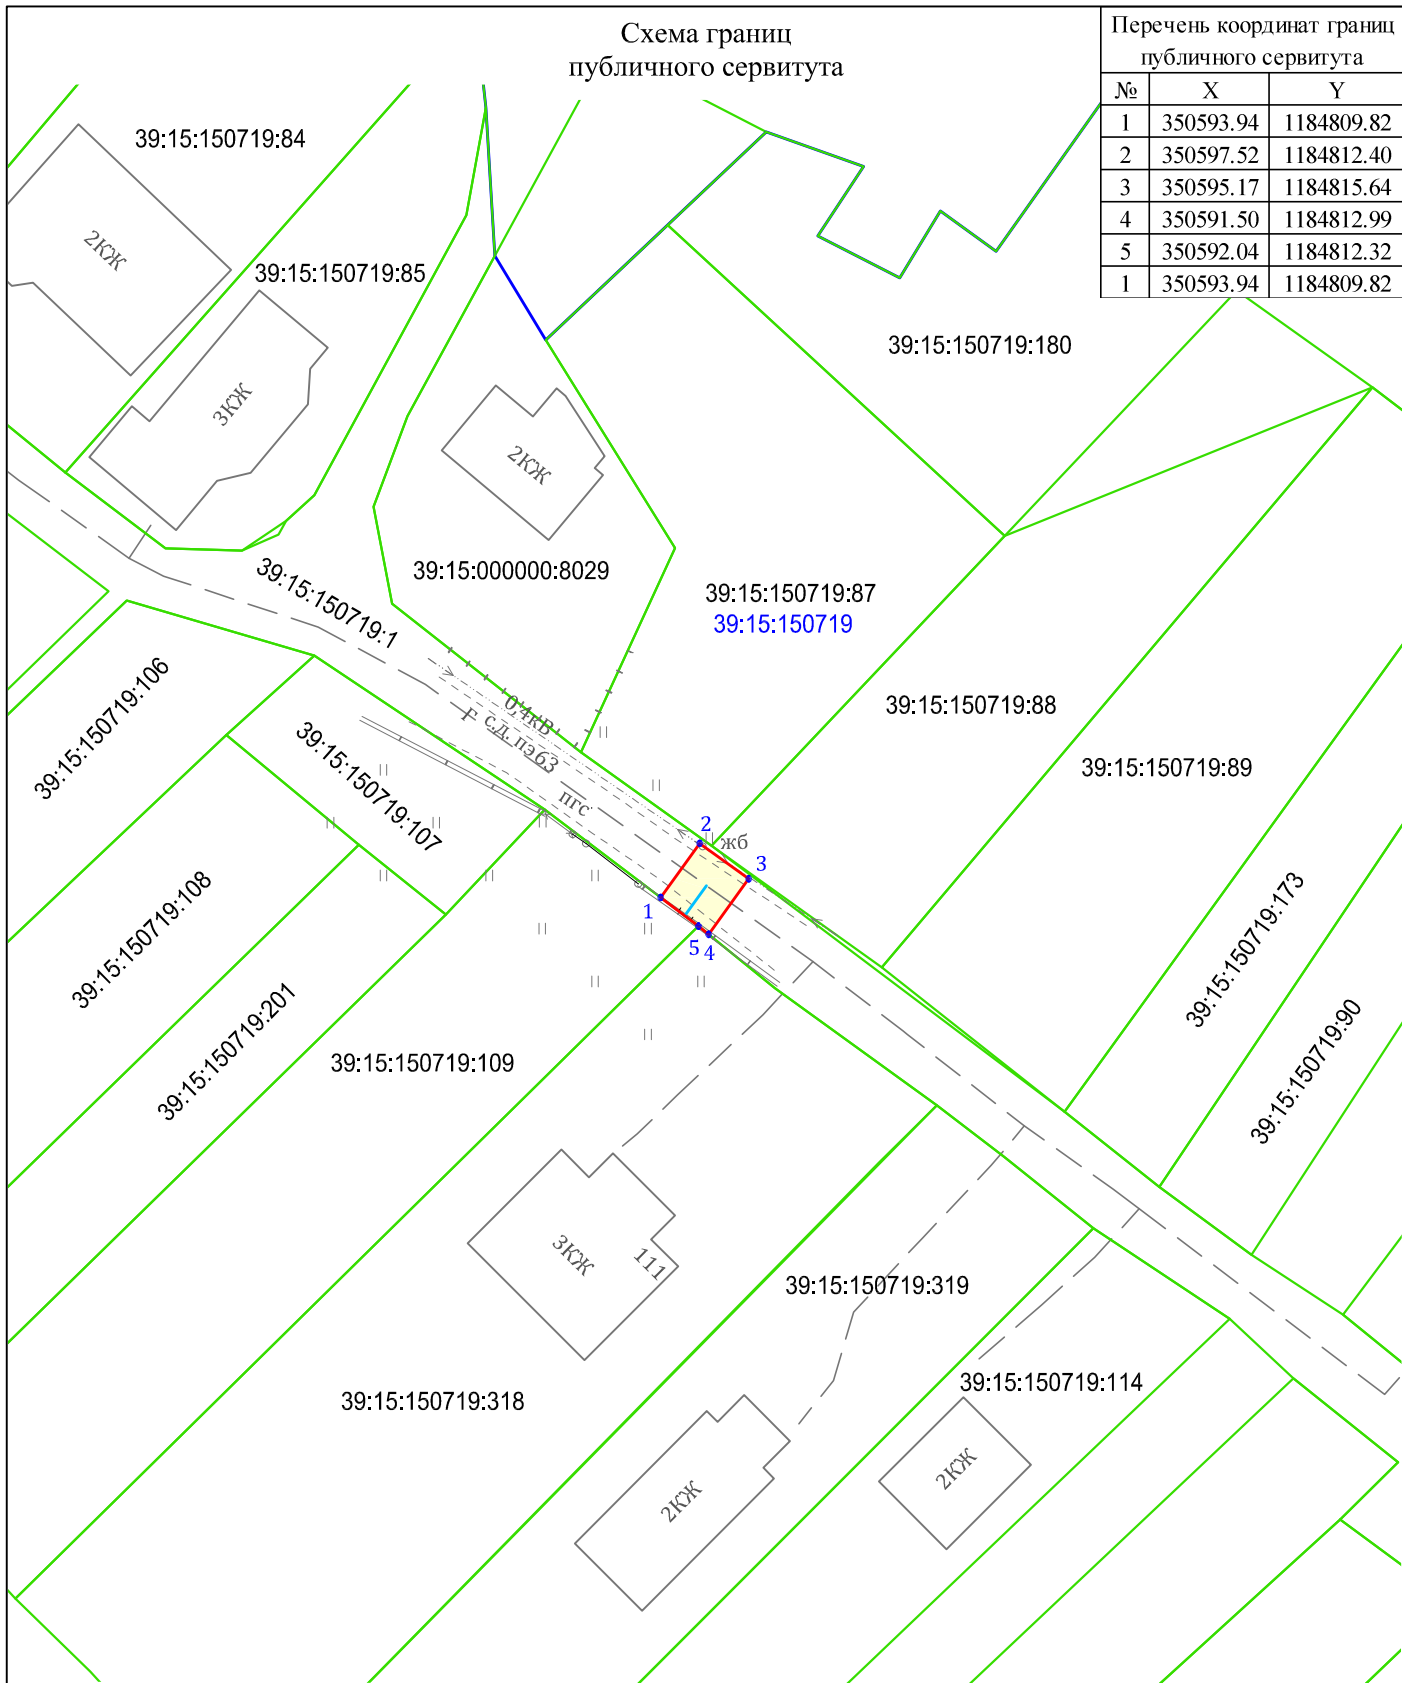 Схема границ
публичного сервитута
Перечень координат границ
публичного сервитута
№ X Y
1 350593.94 1184809.82
2 350597.52 1184812.40
3 350595.17 1184815.64
4 350591.50 1184812.99
5 350592.04 1184812.32
1 350593.94 1184809.82
39:15:150719:84
2КЖ
39:15:150719:85
3КЖ
39:15:150719:180
2КЖ
39:15:000000:8029
39:15:150719:1
39:15:150719:87
39:15:150719
39:15:150719:106
39:15:150719:107
0,4кВ
Г
с.д. пэ63
пгс
39:15:150719:88
39:15:150719:89
2
жб
3
1
5
4
39:15:150719:108
39:15:150719:201
39:15:150719:109
39:15:150719:173
39:15:150719:90
3КЖ
111
39:15:150719:319
39:15:150719:318
39:15:150719:114
2КЖ
2КЖ